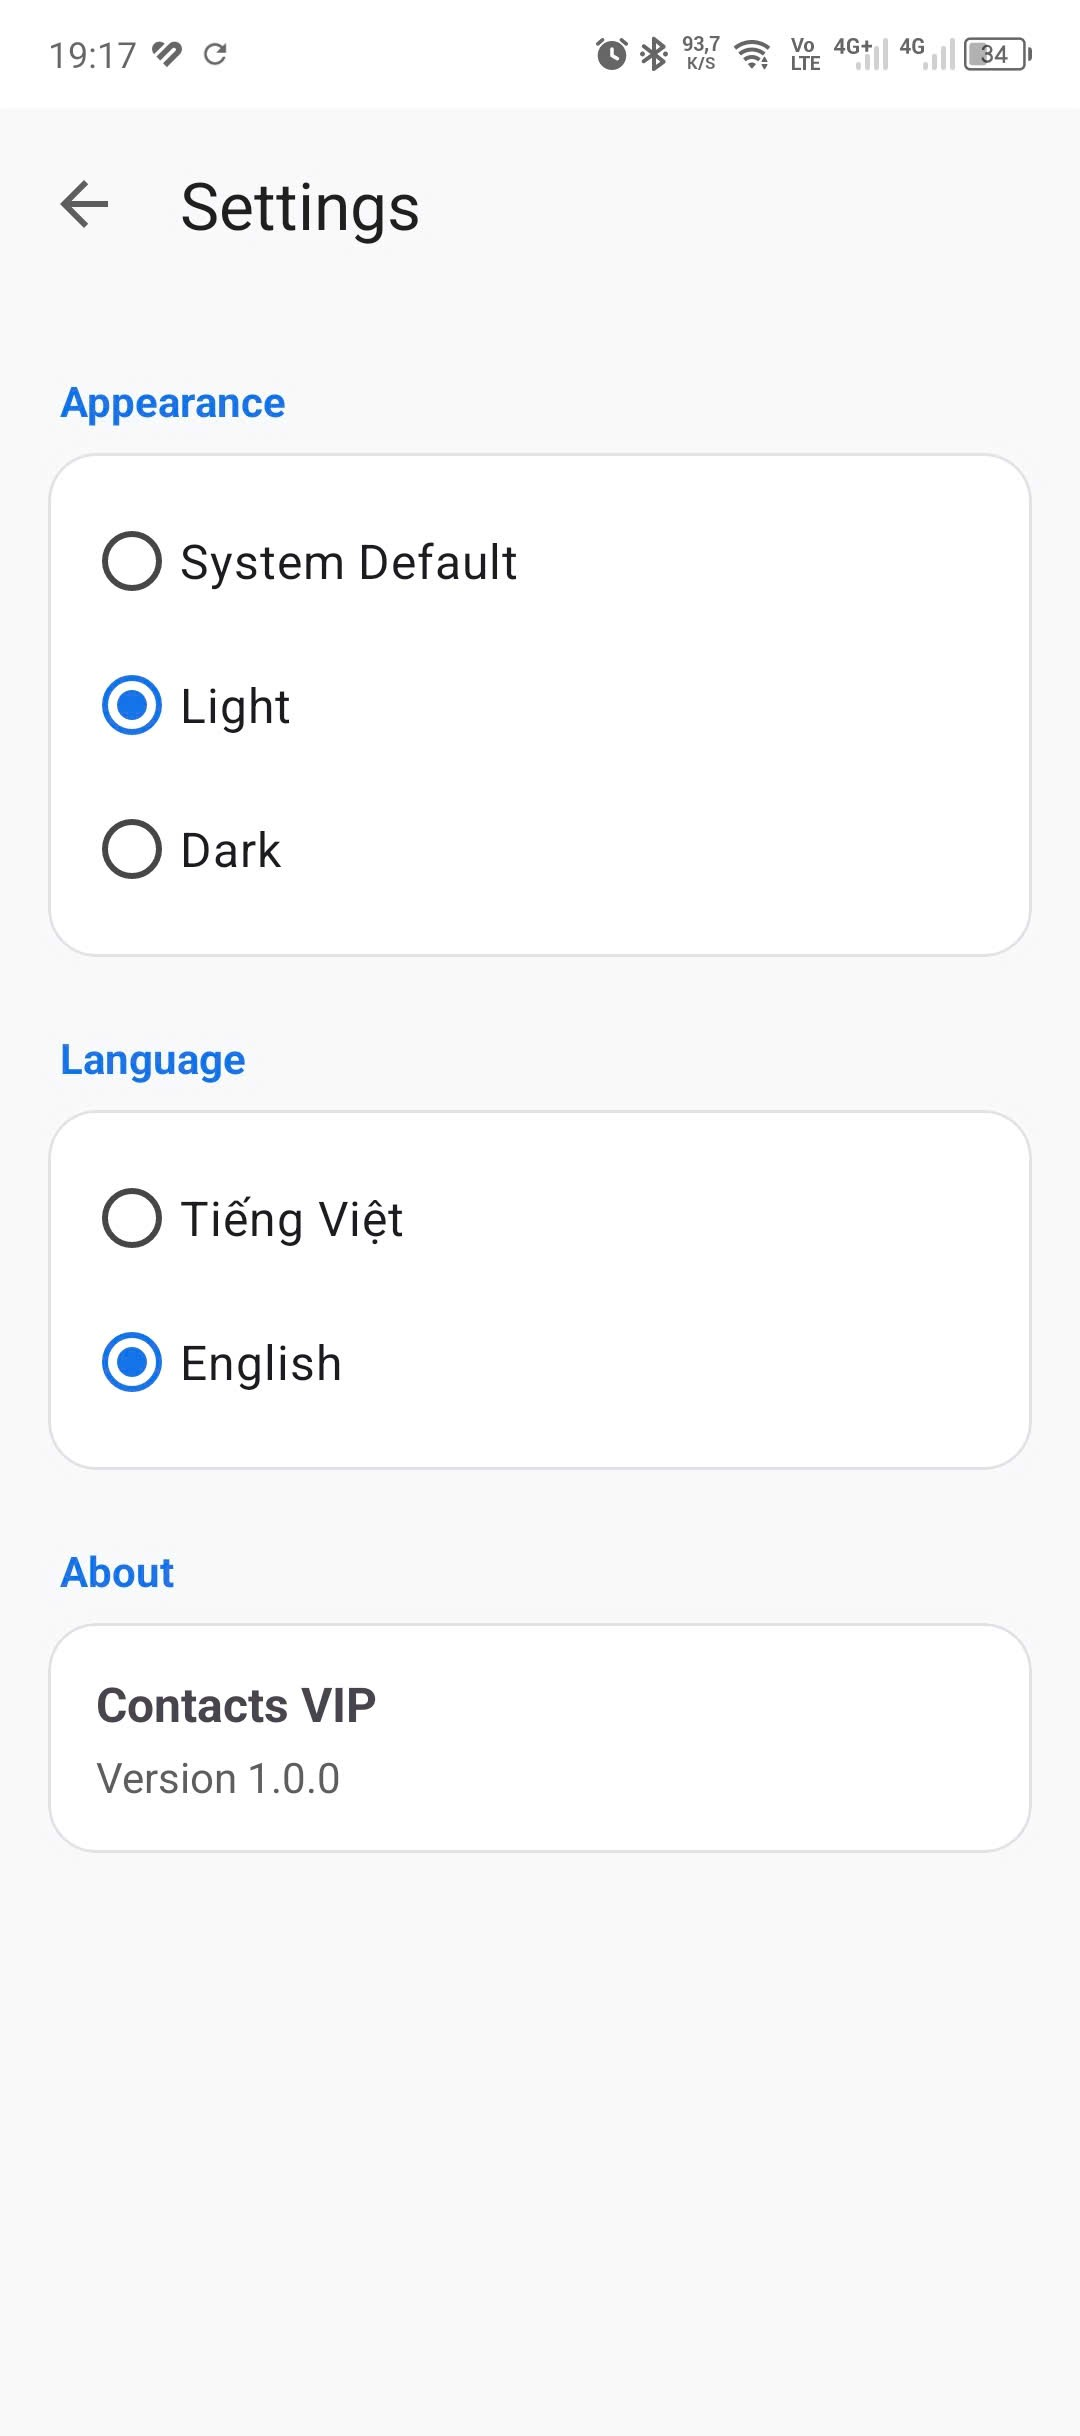 19:17 93,7 K/S Vo LTE 4G+ 4G 34
Settings
Appearance
System Default
Light
Dark
Language
Tiếng Việt
English
About
Contacts VIP
Version 1.0.0